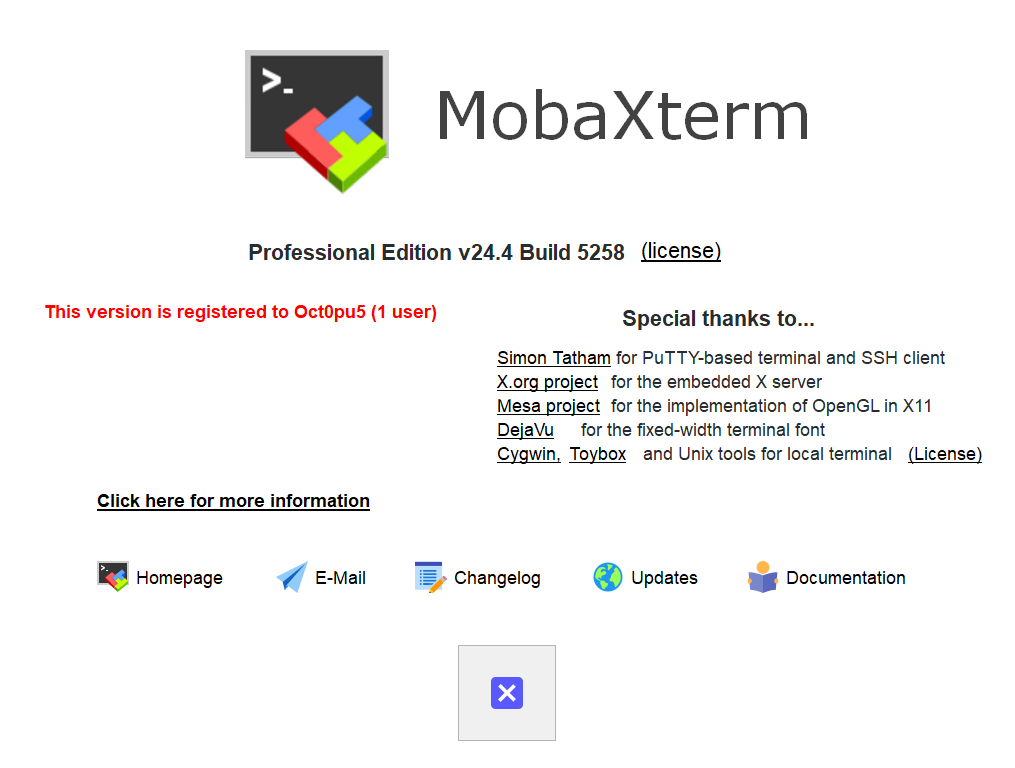 >_
MobaXterm
Professional Edition v24.4 Build 5258 (license)
This version is registered to Oct0pu5 (1 user)
Special thanks to...
Simon Tatham for PuTTY-based terminal and SSH client
X.org project for the embedded X server
Mesa project for the implementation of OpenGL in X11
DejaVu for the fixed-width terminal font
Cygwin, Toybox and Unix tools for local terminal (License)
Click here for more information
Homepage E-Mail Changelog Updates Documentation